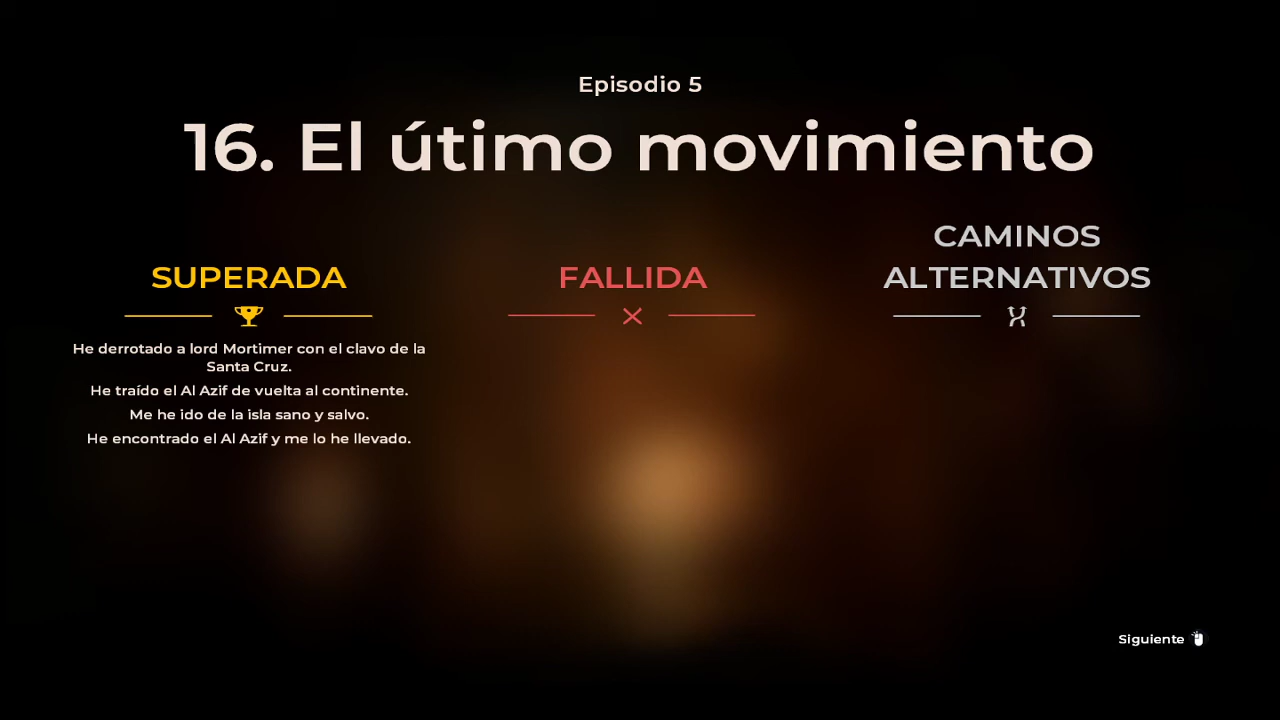 Episodio 5
16. El útimo movimiento
SUPERADA
He derrotado a lord Mortimer con el clavo de la
Santa Cruz.
He traído el Al Azif de vuelta al continente.
Me he ido de la isla sano y salvo.
He encontrado el Al Azif y me lo he llevado.
FALLIDA
CAMINOS
ALTERNATIVOS
Siguiente